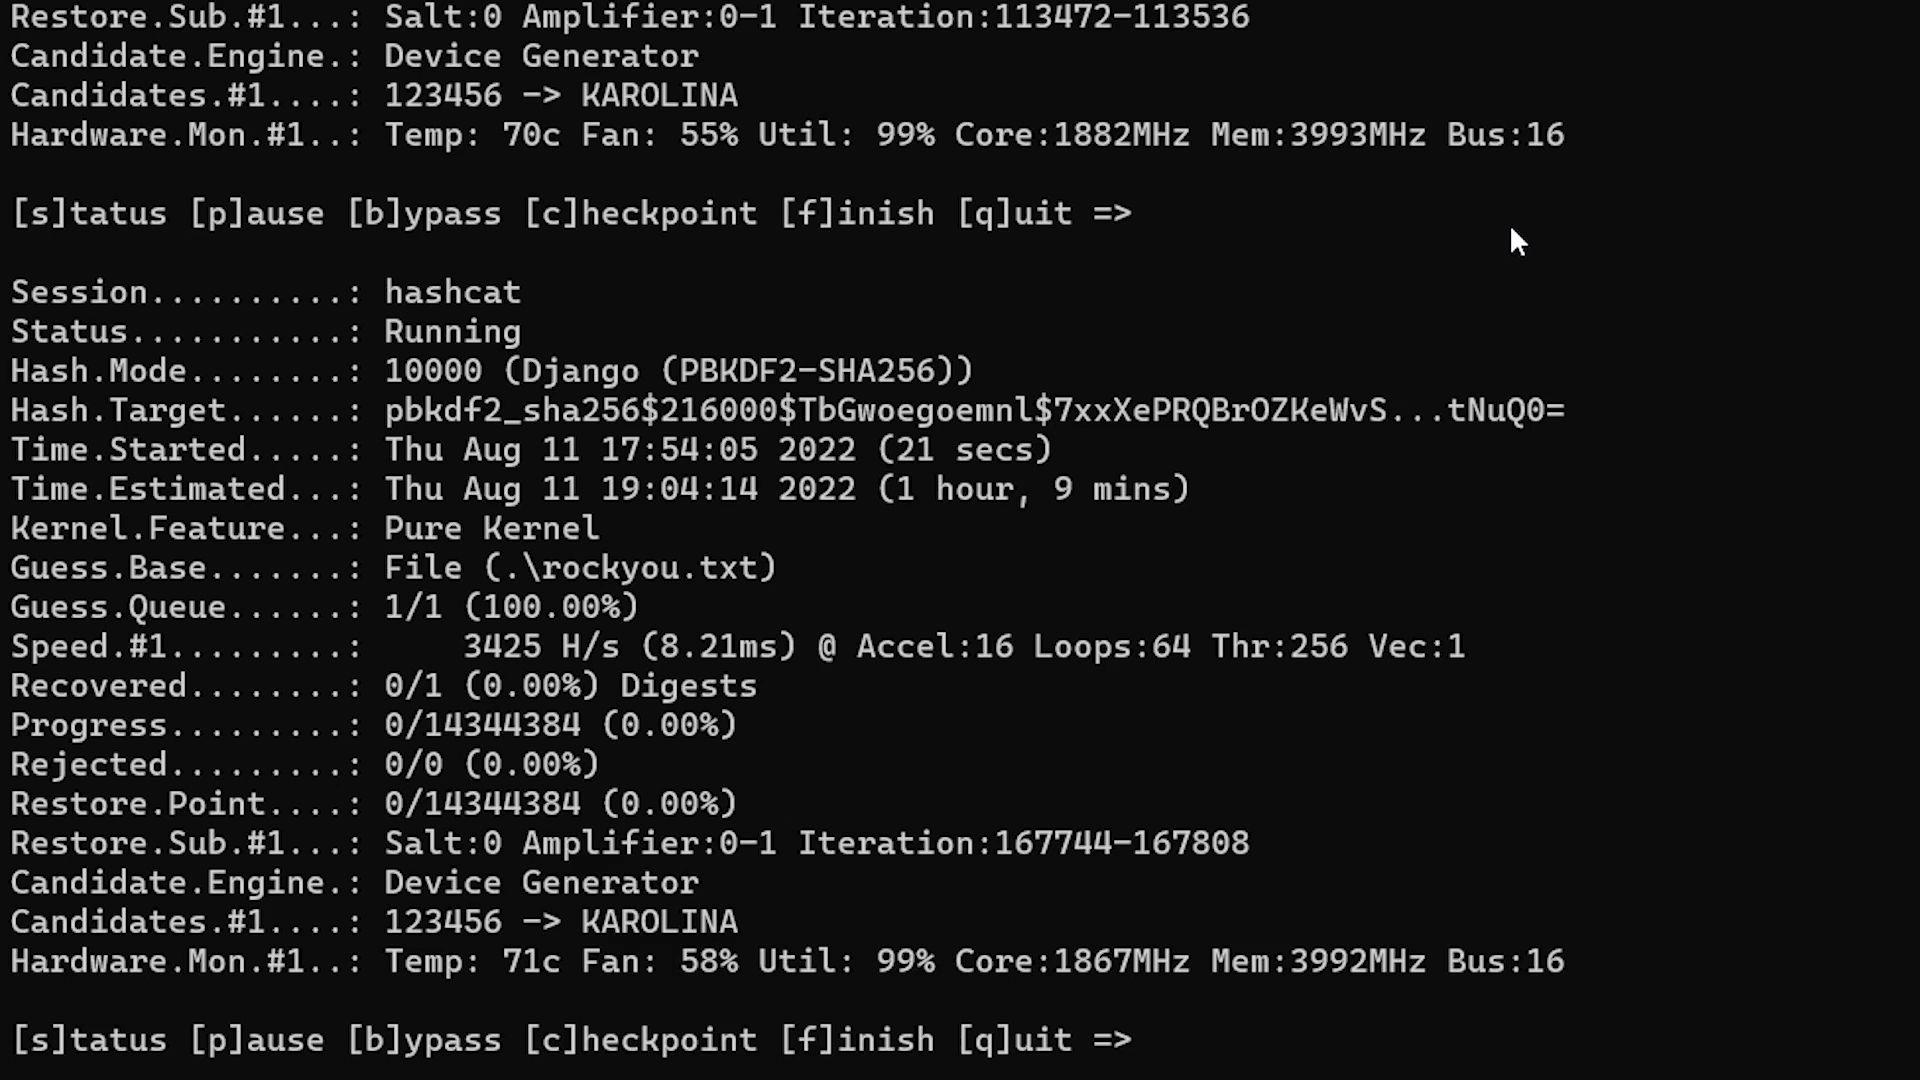 Restore.Sub.#1...: Salt:0 Amplifier:0-1 Iteration:113472-113536
Candidate.Engine.: Device Generator
Candidates.#1....: 123456 -> KAROLINA
Hardware.Mon.#1..: Temp: 70c Fan: 55% Util: 99% Core:1882MHz Mem:3993MHz Bus:16
[s]tatus [p]ause [b]ypass [c]heckpoint [f]inish [q]uit =>
Session..........: hashcat
Status...........: Running
Hash.Mode........: 10000 (Django (PBKDF2-SHA256))
Hash.Target......: pbkdf2_sha256$216000$TbGwoegoemnl$7xxXePRQBrOZKeWvS...tNuQ0=
Time.Started.....: Thu Aug 11 17:54:05 2022 (21 secs)
Time.Estimated...: Thu Aug 11 19:04:14 2022 (1 hour, 9 mins)
Kernel.Feature...: Pure Kernel
Guess.Base.......: File (.\rockyou.txt)
Guess.Queue......: 1/1 (100.00%)
Speed.#1.........:     3425 H/s (8.21ms) @ Accel:16 Loops:64 Thr:256 Vec:1
Recovered........: 0/1 (0.00%) Digests
Progress.........: 0/14344384 (0.00%)
Rejected.........: 0/0 (0.00%)
Restore.Point....: 0/14344384 (0.00%)
Restore.Sub.#1...: Salt:0 Amplifier:0-1 Iteration:167744-167808
Candidate.Engine.: Device Generator
Candidates.#1....: 123456 -> KAROLINA
Hardware.Mon.#1..: Temp: 71c Fan: 58% Util: 99% Core:1867MHz Mem:3992MHz Bus:16
[s]tatus [p]ause [b]ypass [c]heckpoint [f]inish [q]uit =>